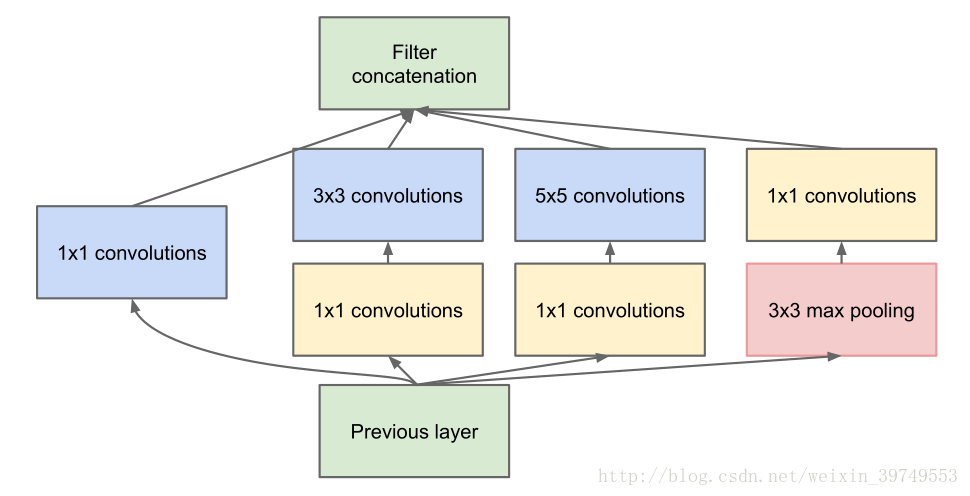 Filter
concatenation
3x3 convolutions
5x5 convolutions
1x1 convolutions
1x1 convolutions
1x1 convolutions
1x1 convolutions
3x3 max pooling
Previous layer
http://blog.csdn.net/weixin_39749553